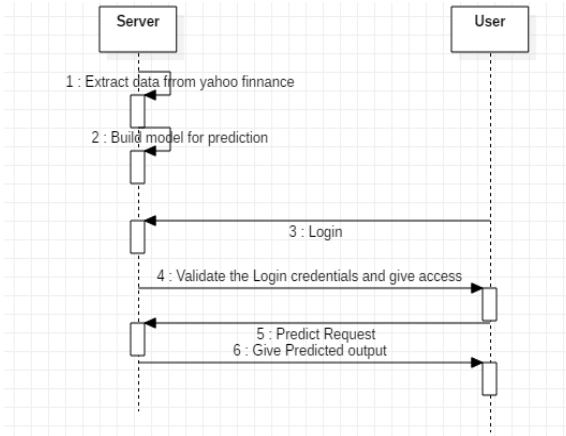 Server
User
1 : Extract data frrom yahoo finnance
2 : Build model for prediction
3 : Login
4 : Validate the Login credentials and give access
5 : Predict Request
6 : Give Predicted output